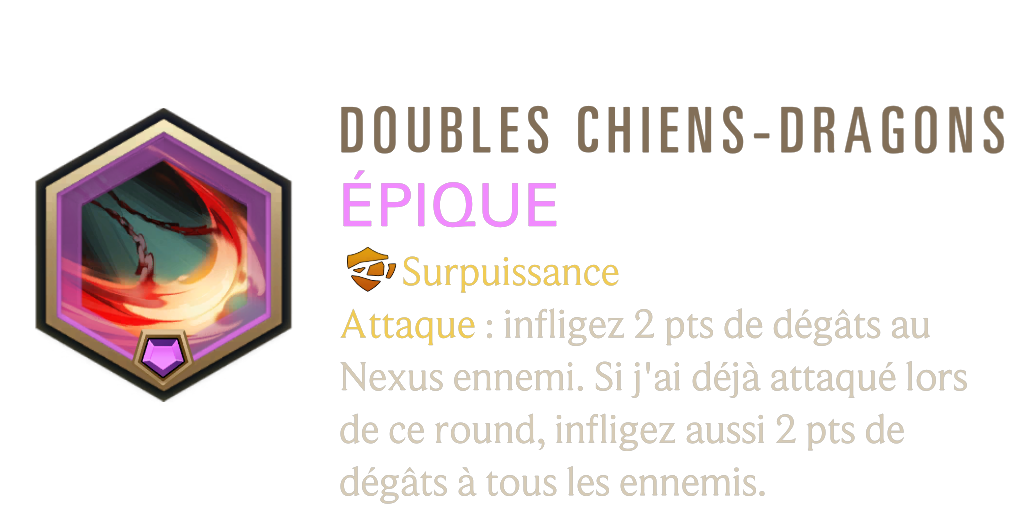 DOUBLES CHIENS-DRAGONS
ÉPIQUE
Surpuissance
Attaque : infligez 2 pts de dégâts au
Nexus ennemi. Si j'ai déjà attaqué lors
de ce round, infligez aussi 2 pts de
dégâts à tous les ennemis.